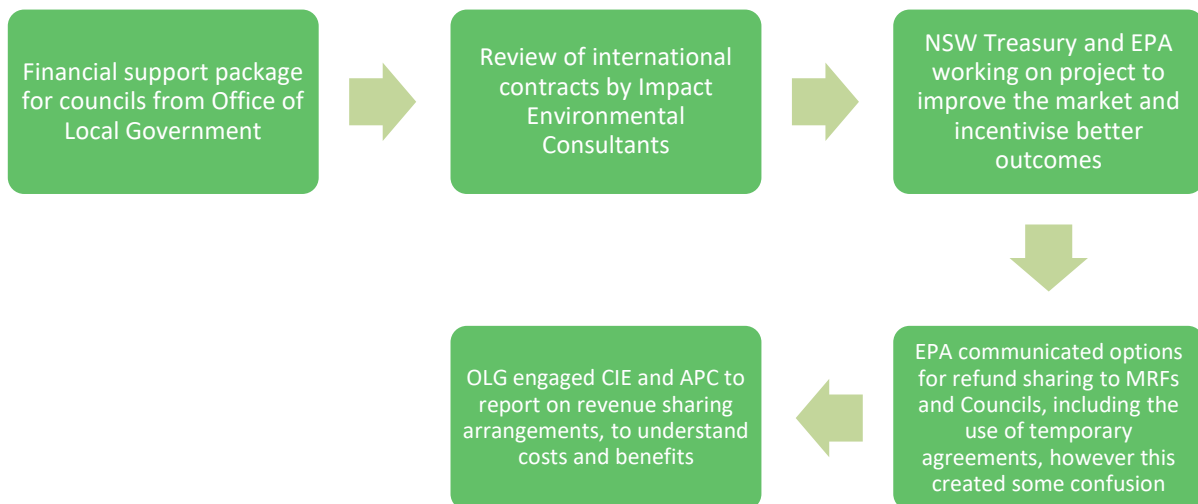 Financial support package
for councils from Office of
Local Government
Review of international
contracts by Impact
Environmental
Consultants
NSW Treasury and EPA
working on project to
improve the market and
incentivise better
outcomes
EPA communicated options
for refund sharing to MRFs
and Councils, including the
use of temporary
agreements, however this
created some confusion
OLG engaged CIE and APC to
report on revenue sharing
arrangements, to understand
costs and benefits